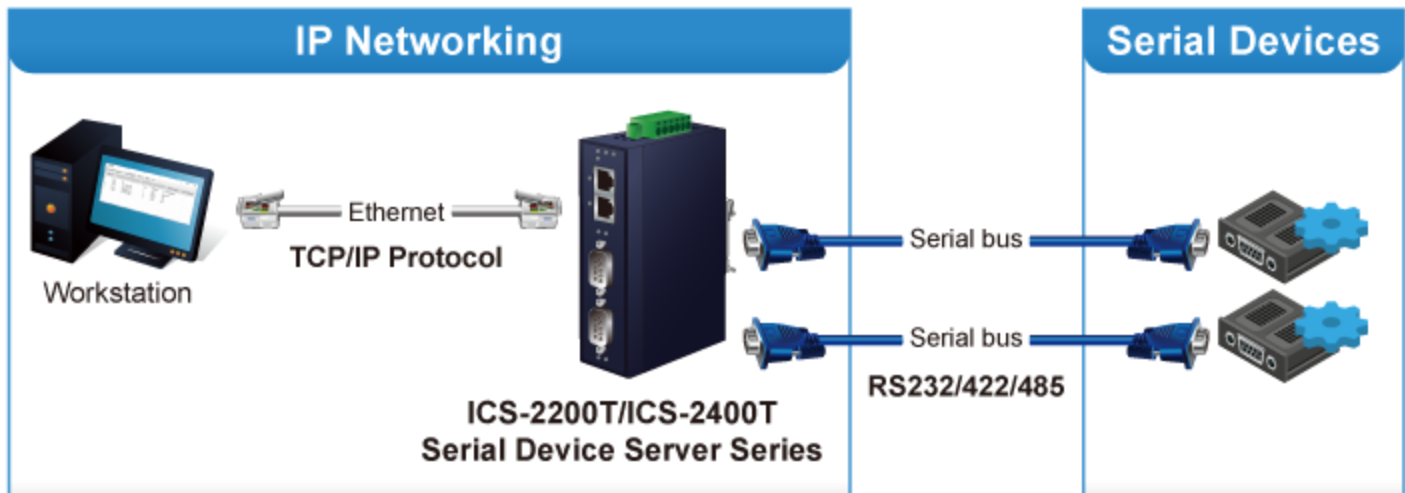 IP Networking
Serial Devices
Ethernet
TCP/IP Protocol
Workstation
Serial bus
Serial bus
RS232/422/485
ICS-2200T/ICS-2400T
Serial Device Server Series